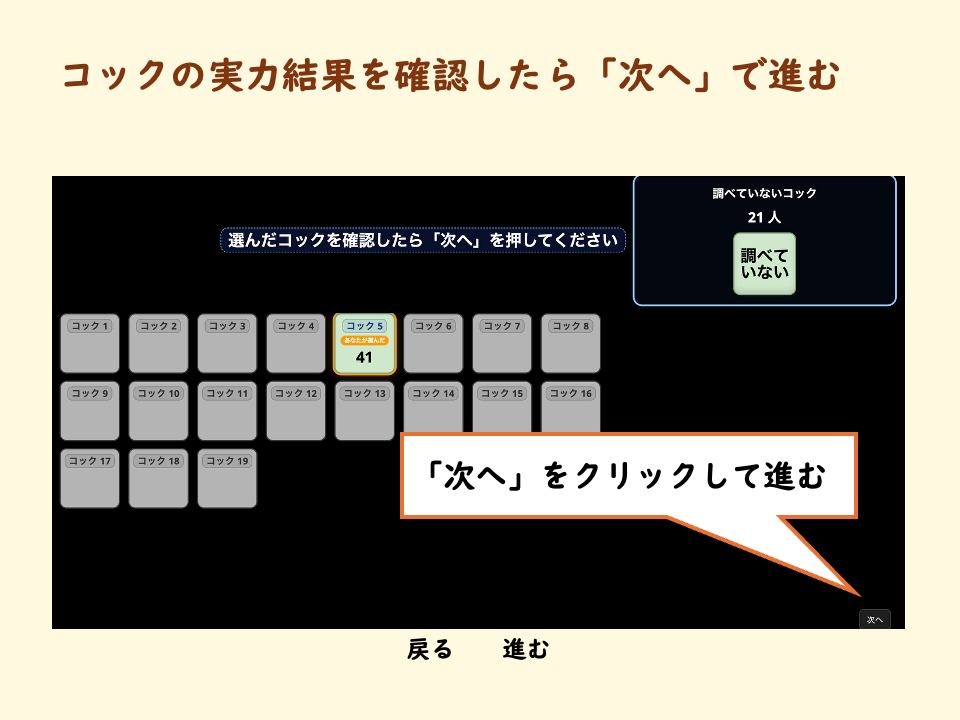 コックの実力結果を確認したら「次へ」で進む
調べていないコック
21 人
調べて
いない
選んだコックを確認したら「次へ」を押してください
コック 1 コック 2 コック 3 コック 4 コック 5 コック 6 コック 7 コック 8
あなたが選んだ
41
コック 9 コック 10 コック 11 コック 12 コック 13 コック 14 コック 15 コック 16
コック 17 コック 18 コック 19
「次へ」をクリックして進む
次へ
戻る 進む